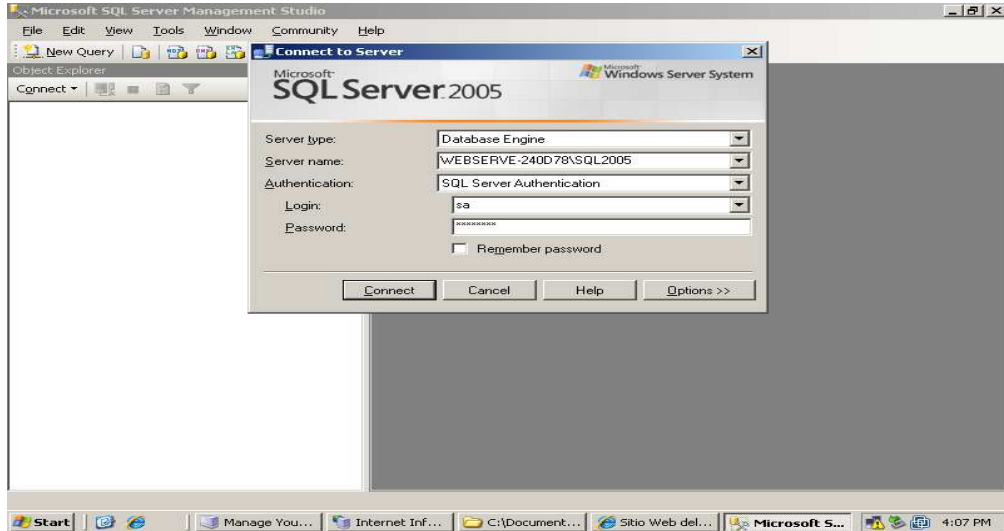 Microsoft SQL Server Management Studio
File Edit View Tools Window Community Help
New Query
Object Explorer
Connect
Connect to Server
Microsoft
SQL Server 2005
Microsoft
Windows Server System
Server type: Database Engine
Server name: WEBSERVE-240D78\SQL2005
Authentication: SQL Server Authentication
Login: sa
Password: ********
Remember password
Connect Cancel Help Options >>
Start Manage You... Internet Inf... C:\Document... Sitio Web del... Microsoft S... 4:07 PM